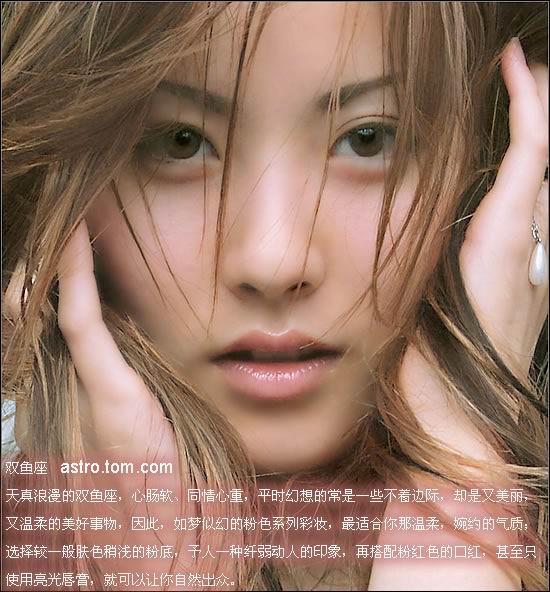 双鱼座 astro.tom.com
天真浪漫的双鱼座，心肠软、同情心重，平时幻想的常是一些不着边际，却是又美丽，
又温柔的美好事物，因此，如梦似幻的粉色系列彩妆，最适合你那温柔，婉约的气质；
选择较一般肤色稍浅的粉底，予人一种纤弱动人的印象，再搭配粉红色的口红，甚至只
使用亮光唇膏，就可以让你自然出众。